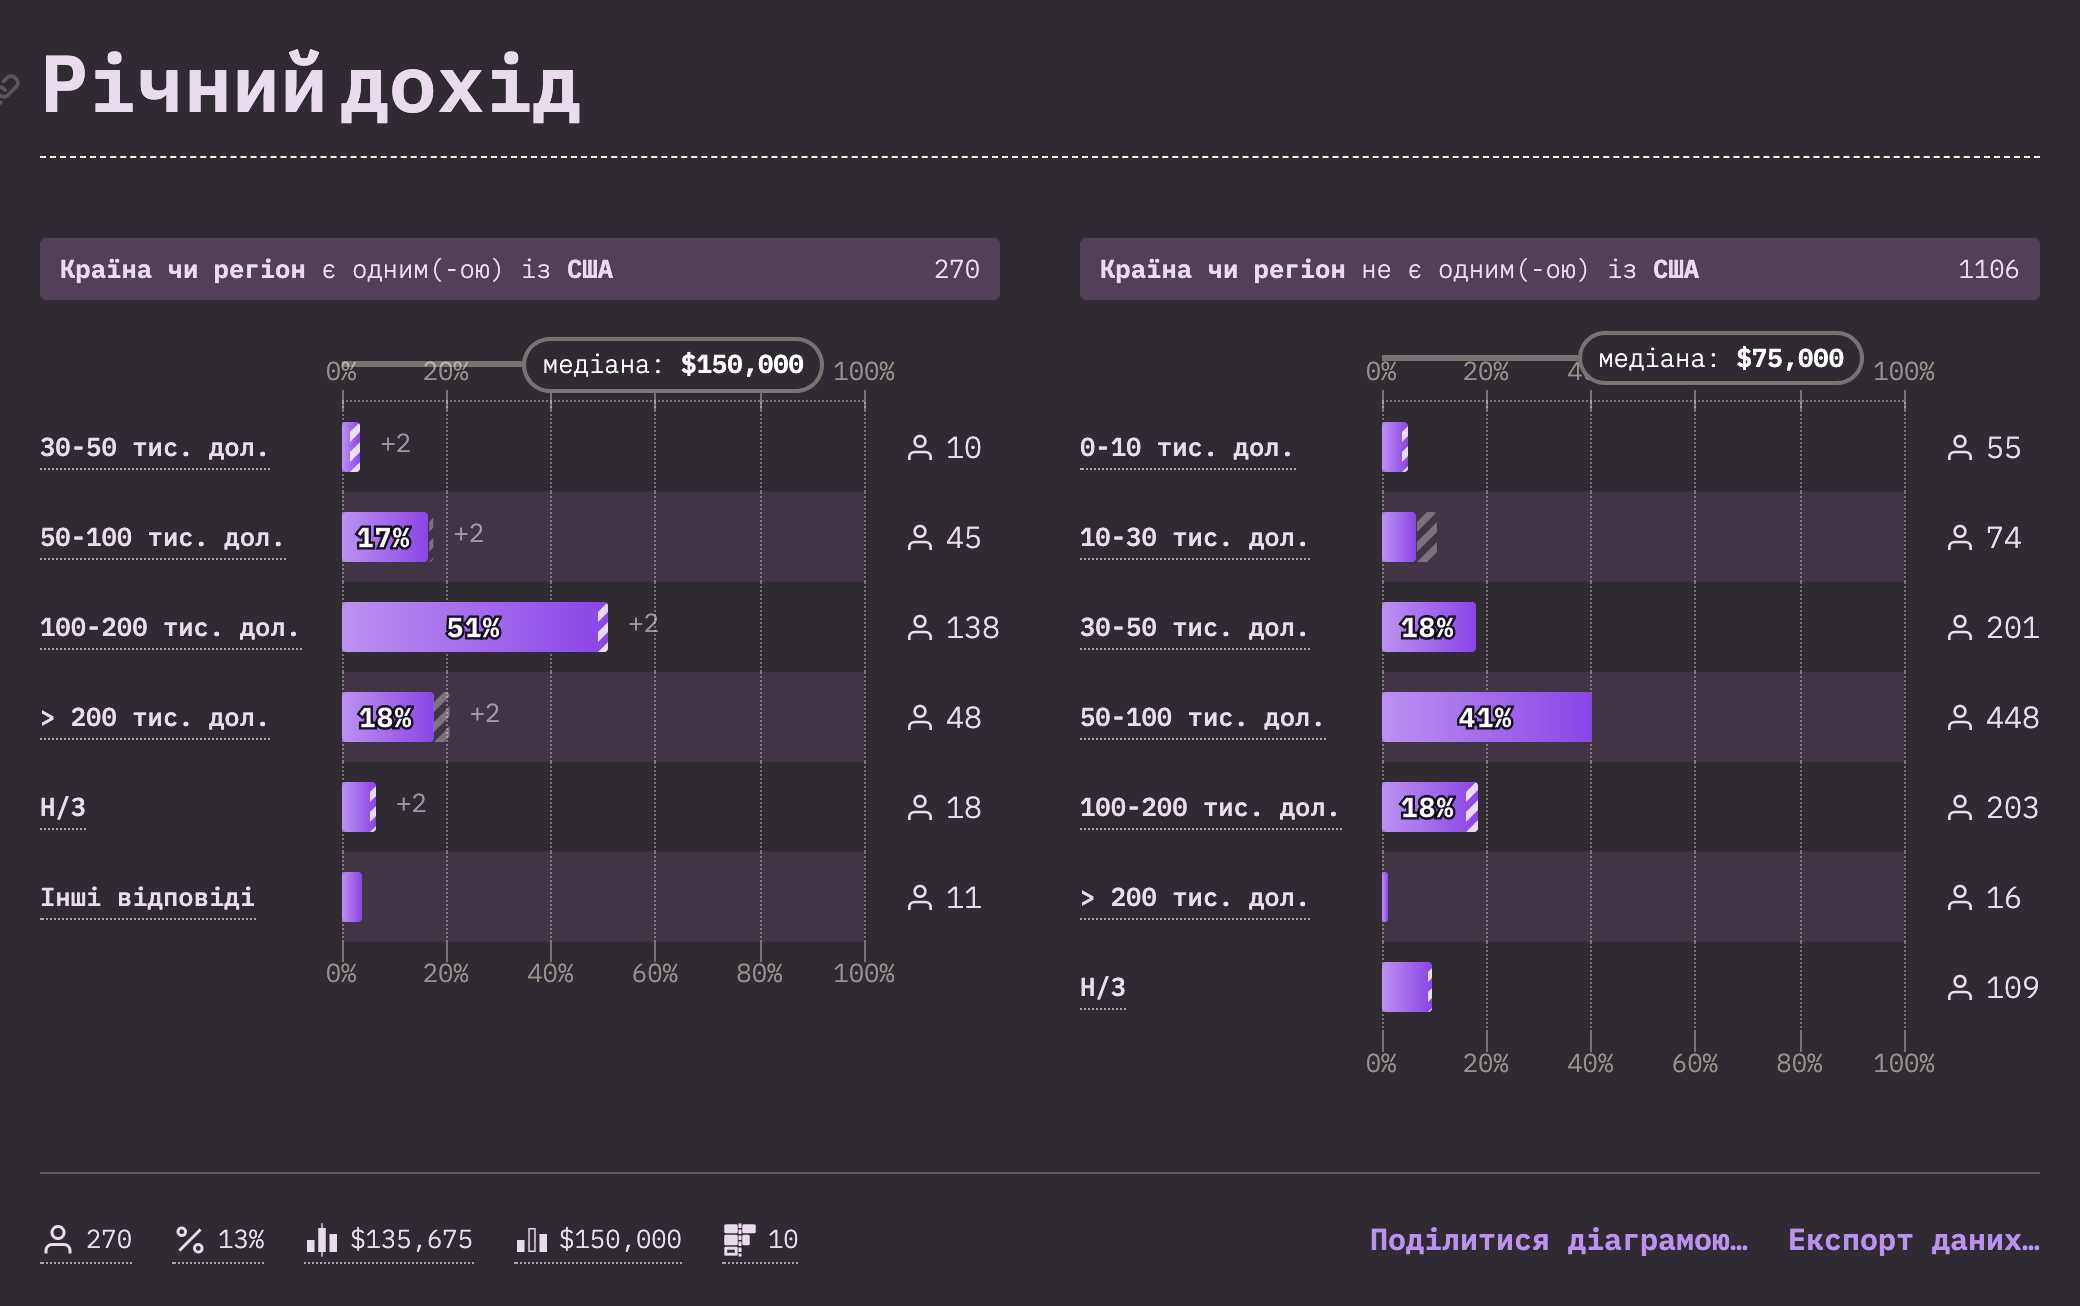 Річний дохід
Країна чи регіон є одним(-ою) із США 270
0% 20% медіана: $150,000 100%
30-50 тис. дол. +2 10
50-100 тис. дол. 17% +2 45
100-200 тис. дол. 51% +2 138
> 200 тис. дол. 18% +2 48
Н/З +2 18
Інші відповіді 11
0% 20% 40% 60% 80% 100%
Країна чи регіон не є одним(-ою) із США 1106
0% 20% медіана: $75,000 100%
0-10 тис. дол. 55
10-30 тис. дол. 74
30-50 тис. дол. 18% 201
50-100 тис. дол. 41% 448
100-200 тис. дол. 18% 203
> 200 тис. дол. 16
Н/З 109
0% 20% 40% 60% 80% 100%
270 13% $135,675 $150,000 10 Поділитися діаграмою… Експорт даних…